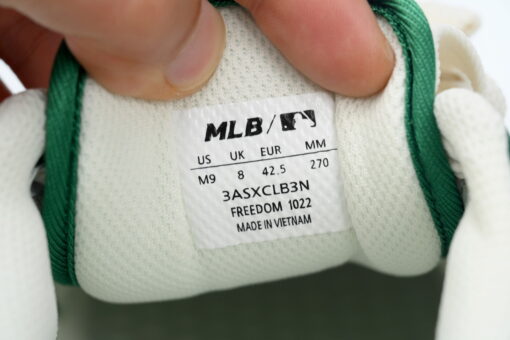 MLB/
US UK EUR MM
M9 8 42.5 270
3ASXCLB3N
FREEDOM 1022
MADE IN VIETNAM